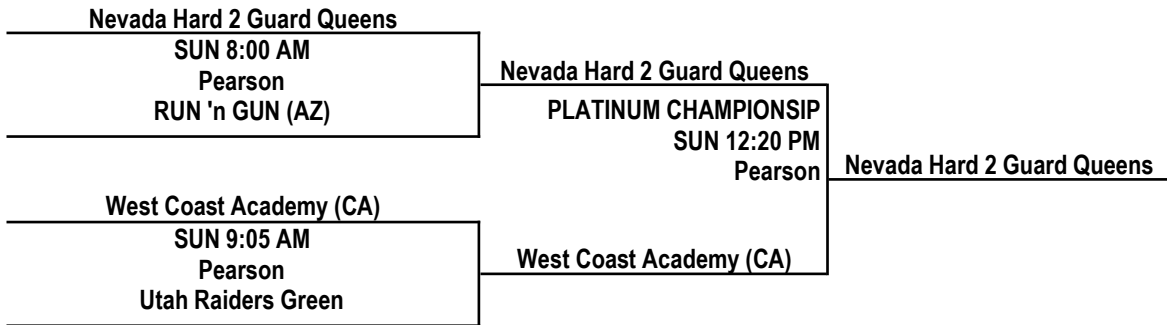 Nevada Hard 2 Guard Queens
SUN 8:00 AM
Pearson
RUN 'n GUN (AZ)
Nevada Hard 2 Guard Queens
PLATINUM CHAMPIONSIP
SUN 12:20 PM
Pearson
Nevada Hard 2 Guard Queens
West Coast Academy (CA)
SUN 9:05 AM
Pearson
Utah Raiders Green
West Coast Academy (CA)